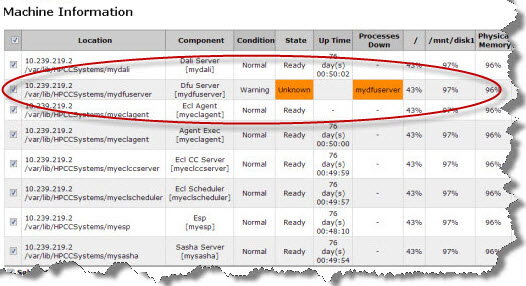 Machine Information
Location Component Condition State Up Time Processes Down / /mnt/disk1 Physical Memory
10.239.219.2 /var/lib/HPCCSystems/mydali Dali Server [mydali] Normal Ready 76 day(s) 00:50:02 - 43% 97% 96%
10.239.219.2 /var/lib/HPCCSystems/mydfuserver Dfu Server [mydfuserver] Warning Unknown mydfuserver 43% 97% 96%
10.239.219.2 /var/lib/HPCCSystems/myeclagent Ecl Agent [myeclagent] Normal Ready - - 43% 97% 96%
10.239.219.2 /var/lib/HPCCSystems/myeclagent Agent Exec [myeclagent] Normal Ready 76 day(s) 00:50:00 - 43% 97% 96%
10.239.219.2 /var/lib/HPCCSystems/myeclccserver Ecl CC Server [myeclccserver] Normal Ready 76 day(s) 00:49:59 - 43% 97% 96%
10.239.219.2 /var/lib/HPCCSystems/myeclscheduler Ecl Scheduler [myeclscheduler] Normal Ready 76 day(s) 00:49:57 - 43% 97% 96%
10.239.219.2 /var/lib/HPCCSystems/myesp Esp [myesp] Normal Ready 76 day(s) 00:48:10 - 43% 97% 96%
10.239.219.2 /var/lib/HPCCSystems/mysasha Sasha Server [mysasha] Normal Ready 76 day(s) 00:49:54 - 43% 97% 96%